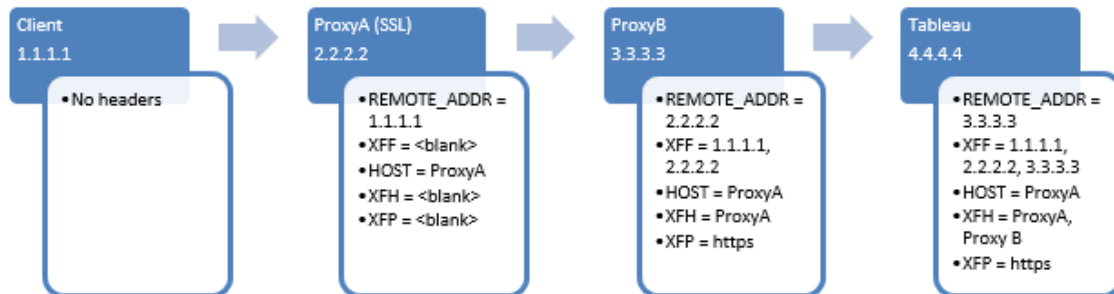 Client
1.1.1.1
•No headers
ProxyA (SSL)
2.2.2.2
•REMOTE_ADDR =
1.1.1.1
•XFF = <blank>
•HOST = ProxyA
•XFH = <blank>
•XFP = <blank>
ProxyB
3.3.3.3
•REMOTE_ADDR =
2.2.2.2
•XFF = 1.1.1.1,
2.2.2.2
•HOST = ProxyA
•XFH = ProxyA
•XFP = https
Tableau
4.4.4.4
•REMOTE_ADDR =
3.3.3.3
•XFF = 1.1.1.1,
2.2.2.2, 3.3.3.3
•HOST = ProxyA
•XFH = ProxyA,
Proxy B
•XFP = https